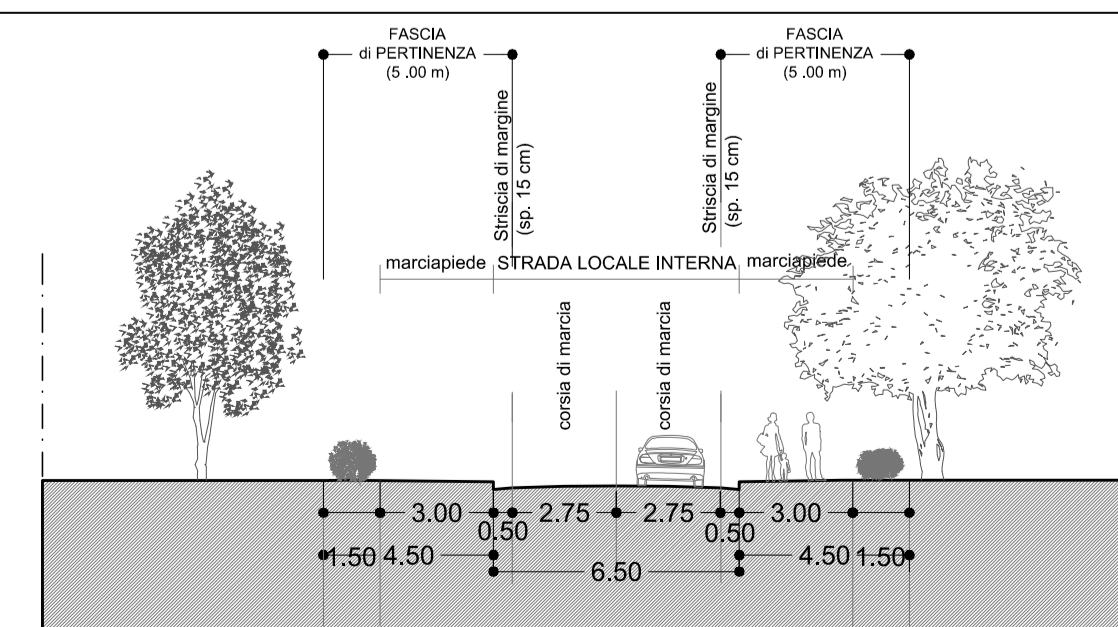 FASCIA
di PERTINENZA
(5 .00 m)
FASCIA
di PERTINENZA
(5 .00 m)
Striscia di margine
(sp. 15 cm)
Striscia di margine
(sp. 15 cm)
marciapiede STRADA LOCALE INTERNA marciapiede
corsia di marcia
corsia di marcia
3.00 0.50 2.75 2.75 0.50 3.00
1.50 4.50 4.50 1.50
6.50